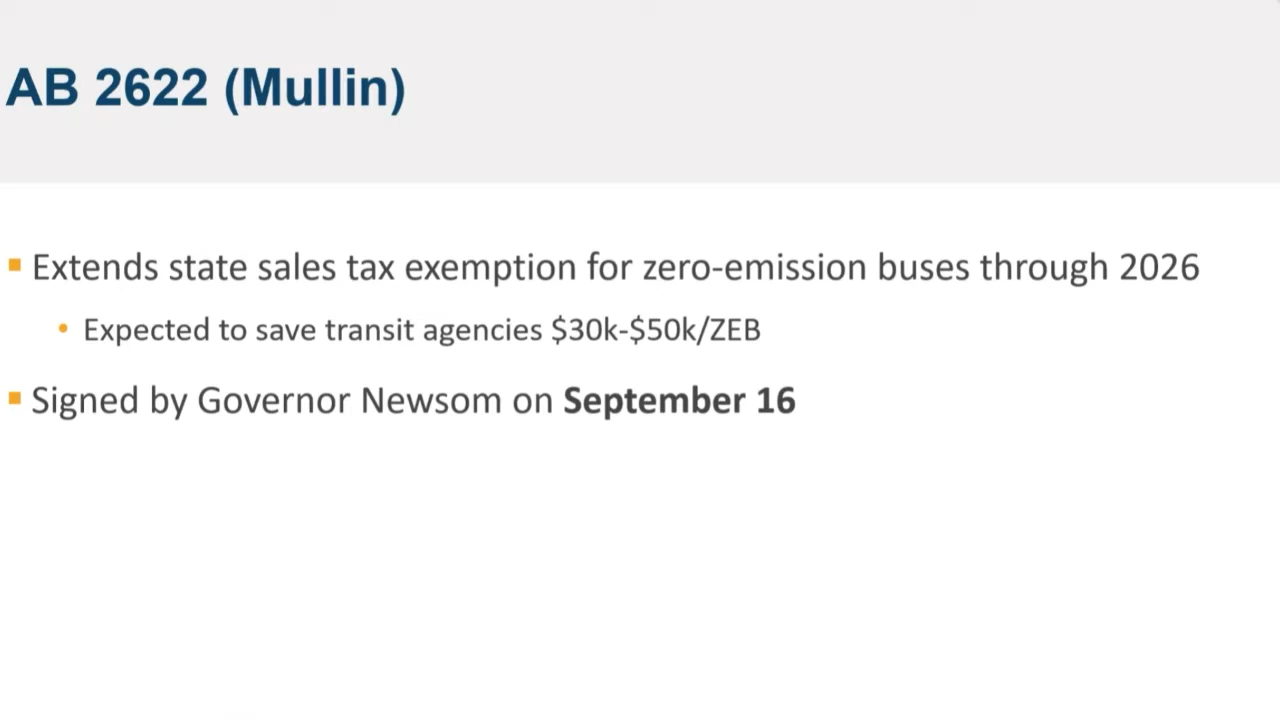 AB 2622 (Mullin)
▪ Extends state sales tax exemption for zero-emission buses through 2026
• Expected to save transit agencies $30k-$50k/ZEB
▪ Signed by Governor Newsom on September 16